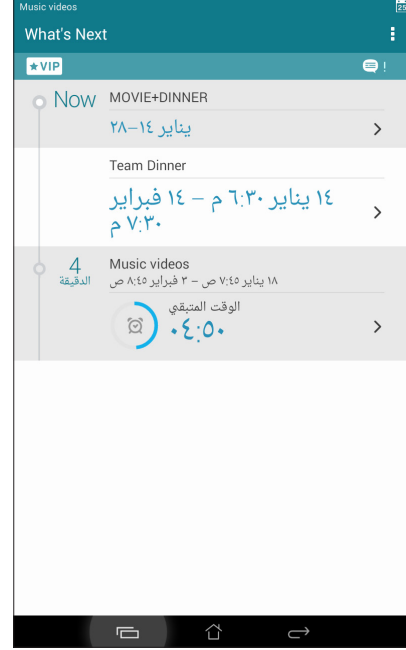 Music videos
25
What's Next
★VIP
!
Now
MOVIE+DINNER
يناير ١٤–٢٨
Team Dinner
١٤ يناير ٦:٣٠ م – ١٤ فبراير
٧:٣٠ م
4
الدقيقة
Music videos
١٨ يناير ٧:٤٥ ص – ٣ فبراير ٨:٤٥ ص
الوقت المتبقي
٠٤:٥٠